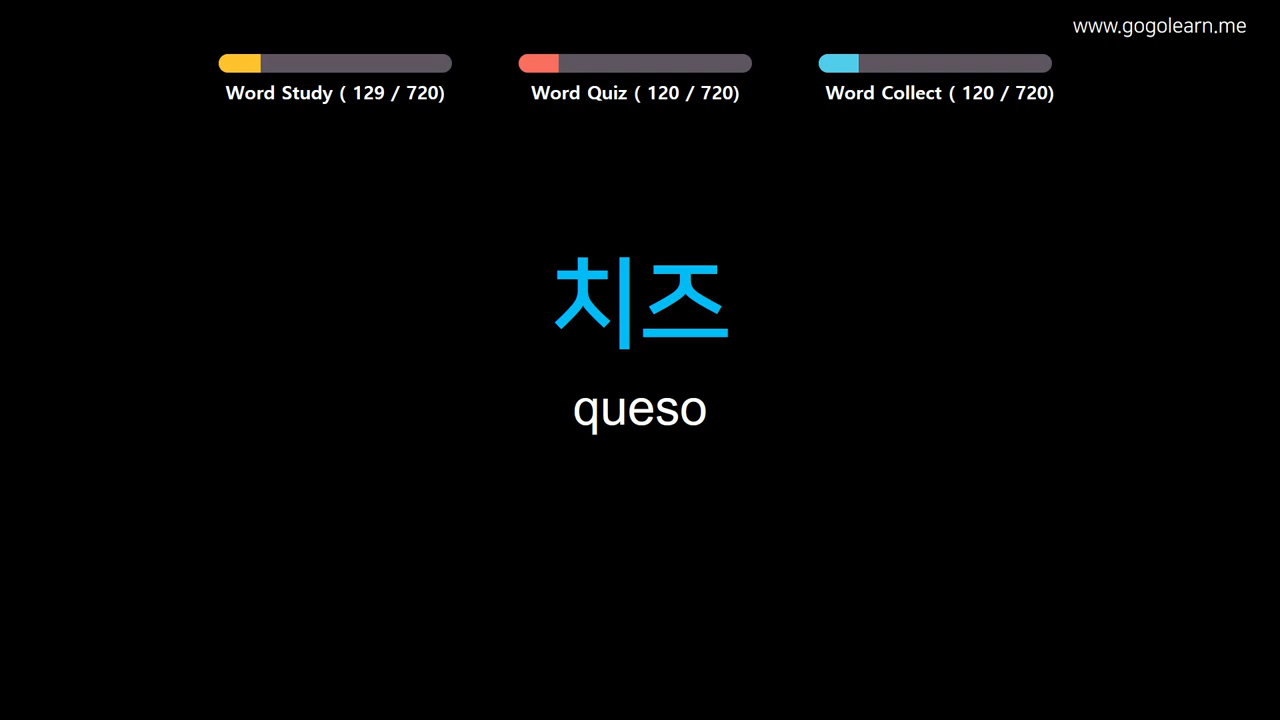 www.gogolearn.me
Word Study ( 129 / 720)
Word Quiz ( 120 / 720)
Word Collect ( 120 / 720)
치즈
queso